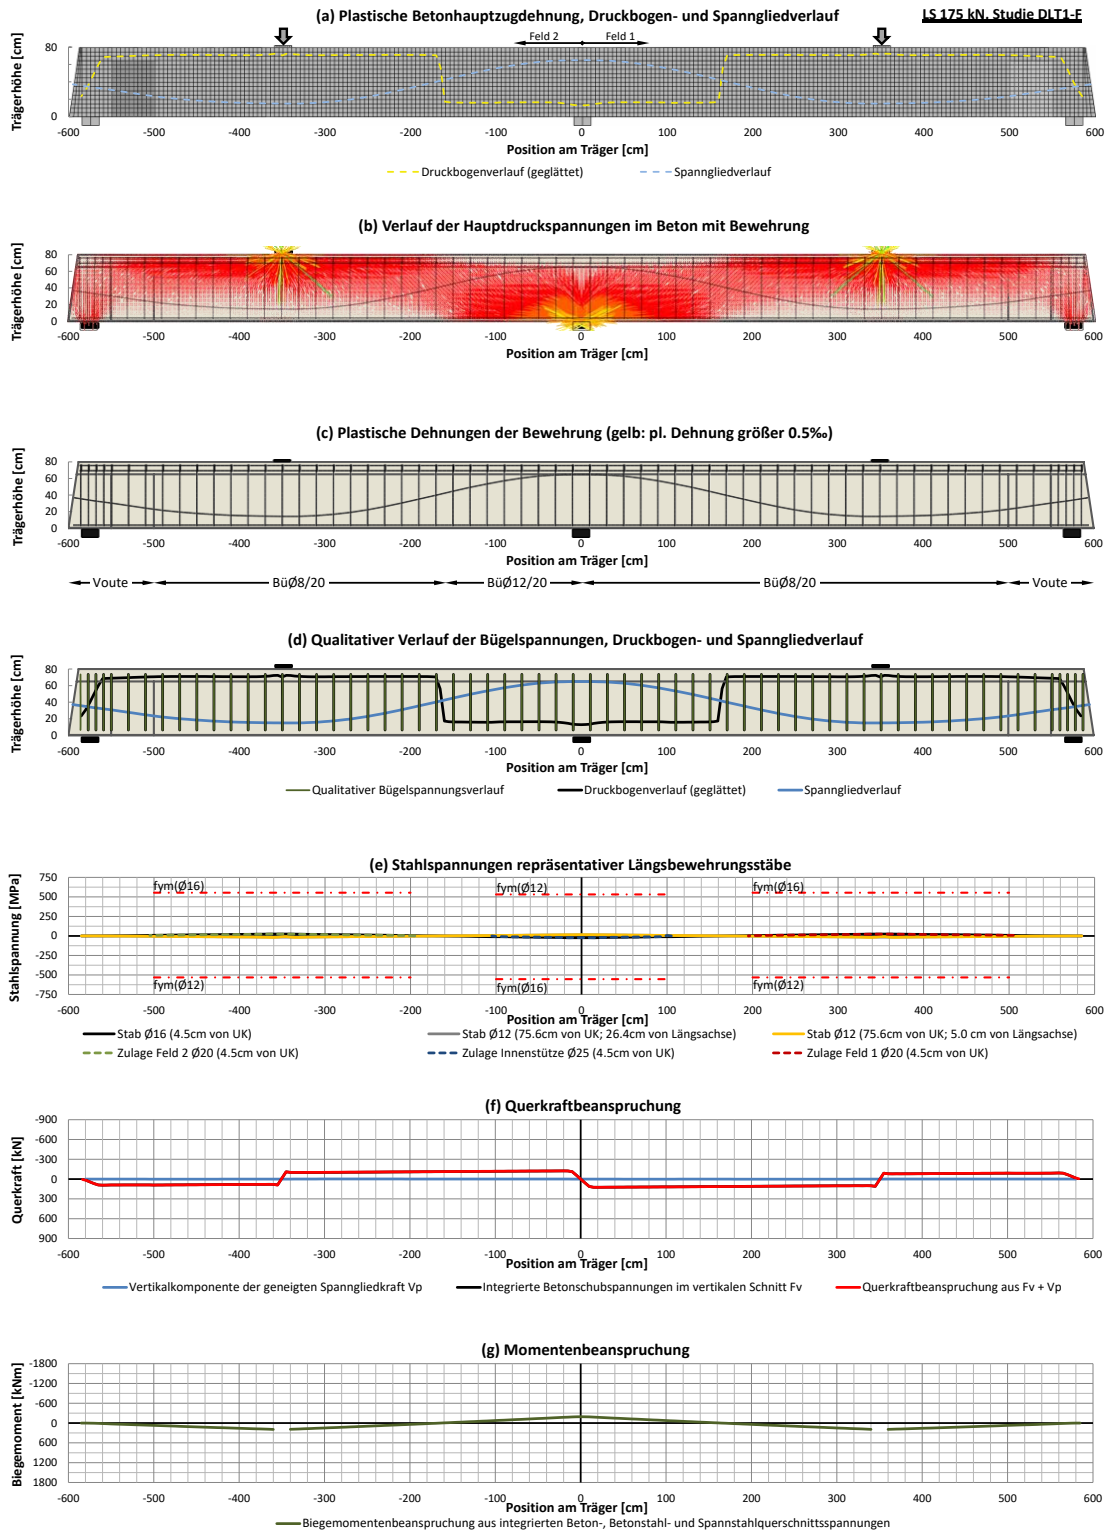 (a) Plastische Betonhauptzugdehnung, Druckbogen- und Spanngliedverlauf
LS 175 kN, Studie DLT1-F
Feld 2 Feld 1
Trägerhöhe [cm]
80
40
0
-600 -500 -400 -300 -200 -100 0 100 200 300 400 500 600
Position am Träger [cm]
Druckbogenverlauf (geglättet) Spanngliedverlauf
(b) Verlauf der Hauptdruckspannungen im Beton mit Bewehrung
Trägerhöhe [cm]
80
60
40
20
0
-600 -500 -400 -300 -200 -100 0 100 200 300 400 500 600
Position am Träger [cm]
(c) Plastische Dehnungen der Bewehrung (gelb: pl. Dehnung größer 0.5‰)
Trägerhöhe [cm]
80
60
40
20
0
-600 -500 -400 -300 -200 -100 0 100 200 300 400 500 600
Position am Träger [cm]
Voute BüØ8/20 BüØ12/20 BüØ8/20 Voute
(d) Qualitativer Verlauf der Bügelspannungen, Druckbogen- und Spanngliedverlauf
Trägerhöhe [cm]
80
60
40
20
0
-600 -500 -400 -300 -200 -100 0 100 200 300 400 500 600
Position am Träger [cm]
Qualitativer Bügelspannungsverlauf Druckbogenverlauf (geglättet) Spanngliedverlauf
(e) Stahlspannungen repräsentativer Längsbewehrungsstäbe
Stahlspannung [MPa]
750
500
250
0
-250
-500
-750
fym(Ø16) fym(Ø12) fym(Ø16)
fym(Ø12) fym(Ø16) fym(Ø12)
-600 -500 -400 -300 -200 -100 0 100 200 300 400 500 600
Position am Träger [cm]
Stab Ø16 (4.5cm von UK) Stab Ø12 (75.6cm von UK; 26.4cm von Längsachse) Stab Ø12 (75.6cm von UK; 5.0 cm von Längsachse)
Zulage Feld 2 Ø20 (4.5cm von UK) Zulage Innenstütze Ø25 (4.5cm von UK) Zulage Feld 1 Ø20 (4.5cm von UK)
(f) Querkraftbeanspruchung
Querkraft [kN]
-900
-600
-300
0
300
600
900
-600 -500 -400 -300 -200 -100 0 100 200 300 400 500 600
Position am Träger [cm]
Vertikalkomponente der geneigten Spanngliedkraft Vp Integrierte Betonschubspannungen im vertikalen Schnitt Fv Querkraftbeanspruchung aus Fv + Vp
(g) Momentenbeanspruchung
Biegemoment [kNm]
-1800
-1200
-600
0
600
1200
1800
-600 -500 -400 -300 -200 -100 0 100 200 300 400 500 600
Position am Träger [cm]
Biegemomentenbeanspruchung aus integrierten Beton-, Betonstahl- und Spannstahlquerschnittsspannungen